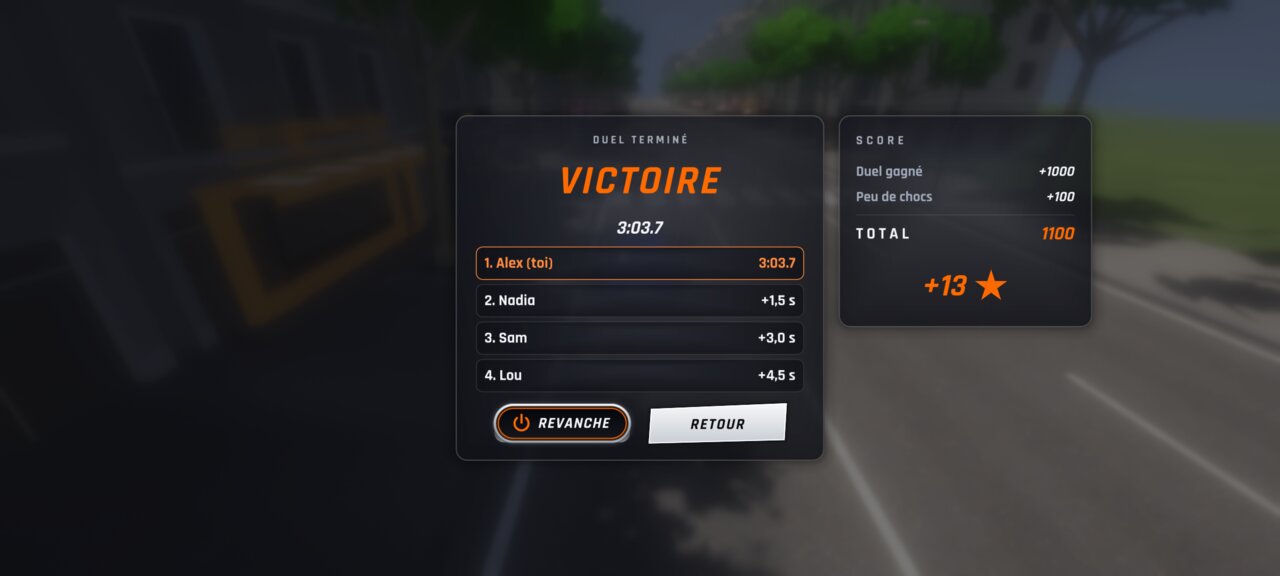 DUEL TERMINÉ
VICTOIRE
3:03.7
1. Alex (toi) 3:03.7
2. Nadia +1,5 s
3. Sam +3,0 s
4. Lou +4,5 s
REVANCHE RETOUR
SCORE
Duel gagné +1000
Peu de chocs +100
TOTAL 1100
+13 ★